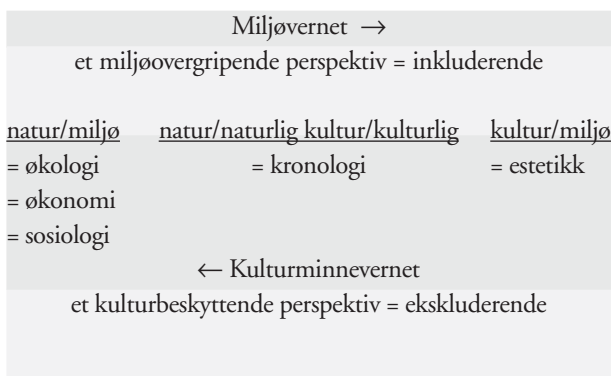 Miljøvernet →
et miljøovergripende perspektiv = inkluderende
natur/miljø natur/naturlig kultur/kulturlig kultur/miljø
= økologi = kronologi = estetikk
= økonomi
= sosiologi
← Kulturminnevernet
et kulturbeskyttende perspektiv = ekskluderende